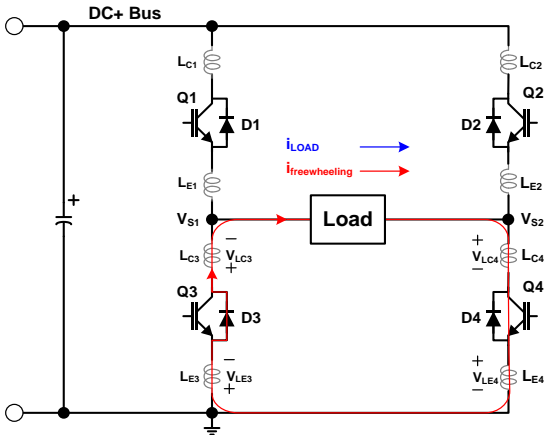 DC+ Bus
LC1
LC2
Q1
Q2
D1
D2
iLOAD
ifreewheeling
LE1
LE2
VS1
Load
VS2
–
+
LC3
VLC3
+
–
VLC4
LC4
Q3
Q4
D3
D4
–
+
LE3
VLE3
+
–
VLE4
LE4
+